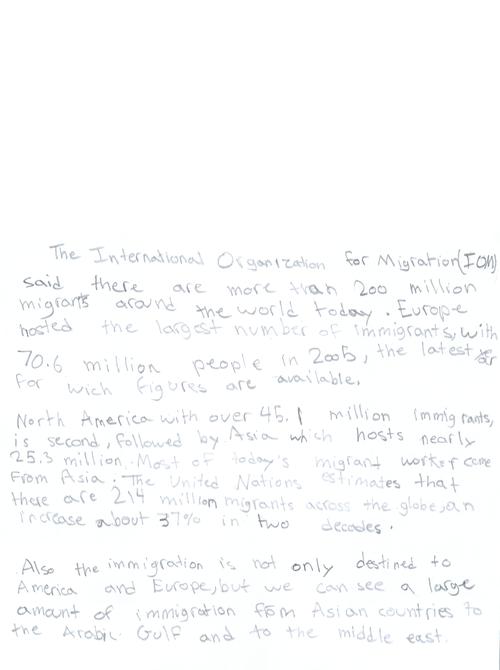 The International Organization for Migration (IOM)
said there are more than 200 million
migrants around the world today. Europe
hosted the largest number of immigrants, with
70.6 million people in 2005, the latest
for wich figures are available.
North America with over 45.1 million immigrants,
is second, followed by Asia which hosts nearly
25.3 million. Most of today's migrant worker come
From Asia. The United Nations estimates that
there are 214 million migrants across the globe, an
increase about 37% in two decades.
Also the immigration is not only destined to
America and Europe, but we can see a large
amount of immigration from Asian countries to
the Arabic Gulf and to the middle east.